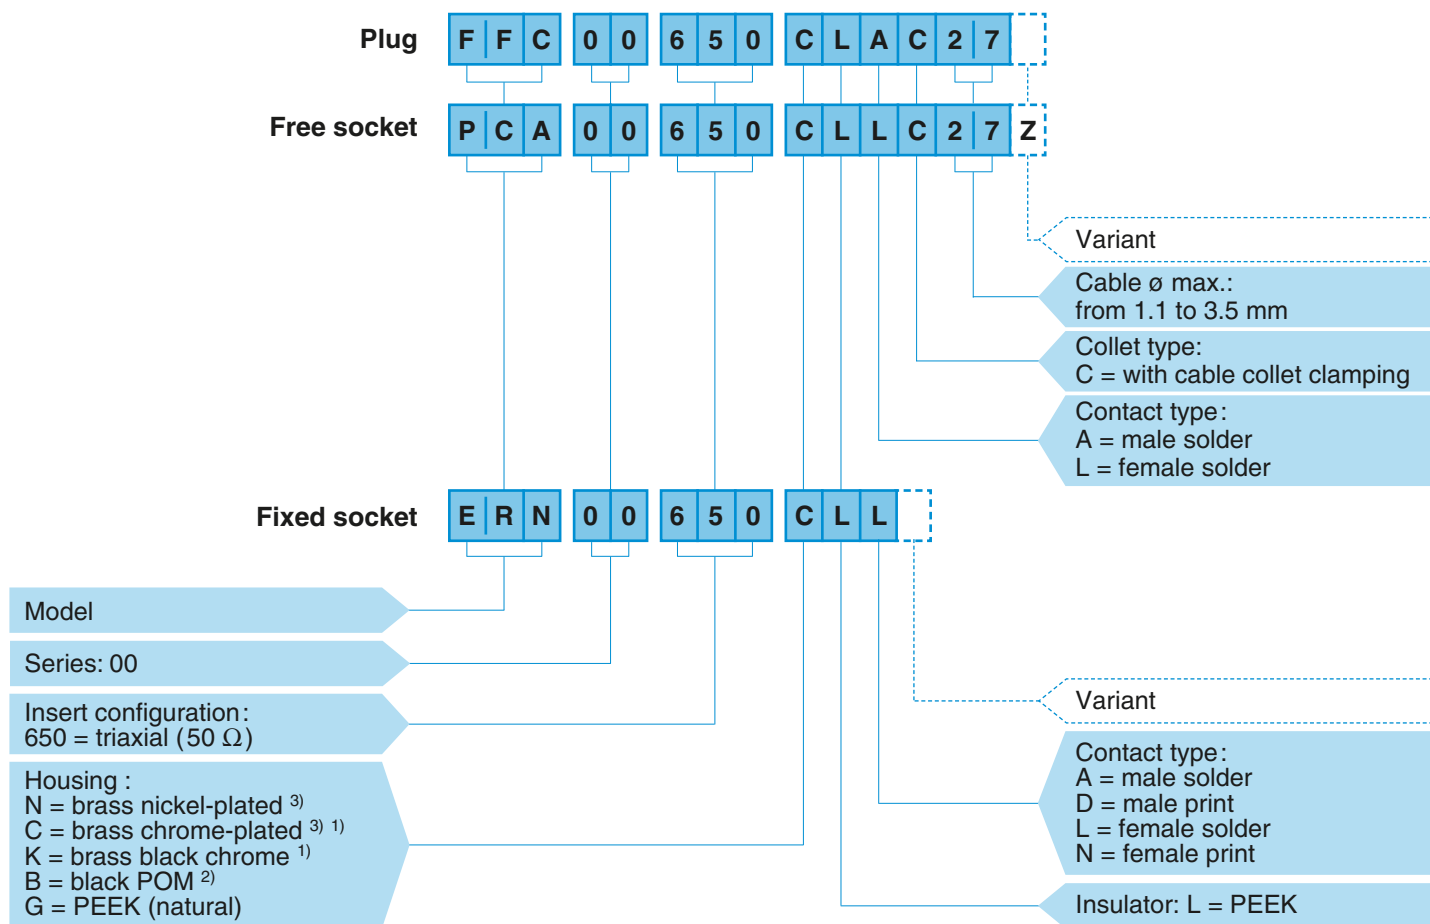 Plug F F C 0 0 6 5 0 C L A C 2 7
Free socket P C A 0 0 6 5 0 C L L C 2 7 Z
Variant
Cable ø max.:
from 1.1 to 3.5 mm
Collet type:
C = with cable collet clamping
Contact type:
A = male solder
L = female solder
Fixed socket E R N 0 0 6 5 0 C L L
Model
Series: 00
Insert configuration:
650 = triaxial (50 Ω)
Housing :
N = brass nickel-plated 3)
C = brass chrome-plated 3) 1)
K = brass black chrome 1)
B = black POM 2)
G = PEEK (natural)
Variant
Contact type:
A = male solder
D = male print
L = female solder
N = female print
Insulator: L = PEEK